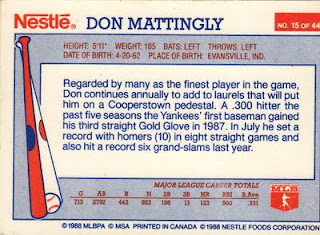 Nestlé DON MATTINGLY
NO. 15 OF 44
HEIGHT: 5'11" WEIGHT: 185 BATS: LEFT THROWS: LEFT
DATE OF BIRTH: 4-20-62 PLACE OF BIRTH: EVANSVILLE, IND.
Regarded by many as the finest player in the game,
Don continues annually to add to laurels that will put
him on a Cooperstown pedestal. A .300 hitter the
past five seasons the Yankees' first baseman gained
his third straight Gold Glove in 1987. In July he set a
record with homers (10) in eight straight games and
also hit a record six grand-slams last year.
MAJOR LEAGUE CAREER TOTALS
G AB R H 2B 3B HR RBI AVG
713 2792 442 923 13 123 560 .331
MLB
©1988 MLBPA ® MSA PRINTED IN CANADA ©1988 NESTLE FOODS CORPORATION